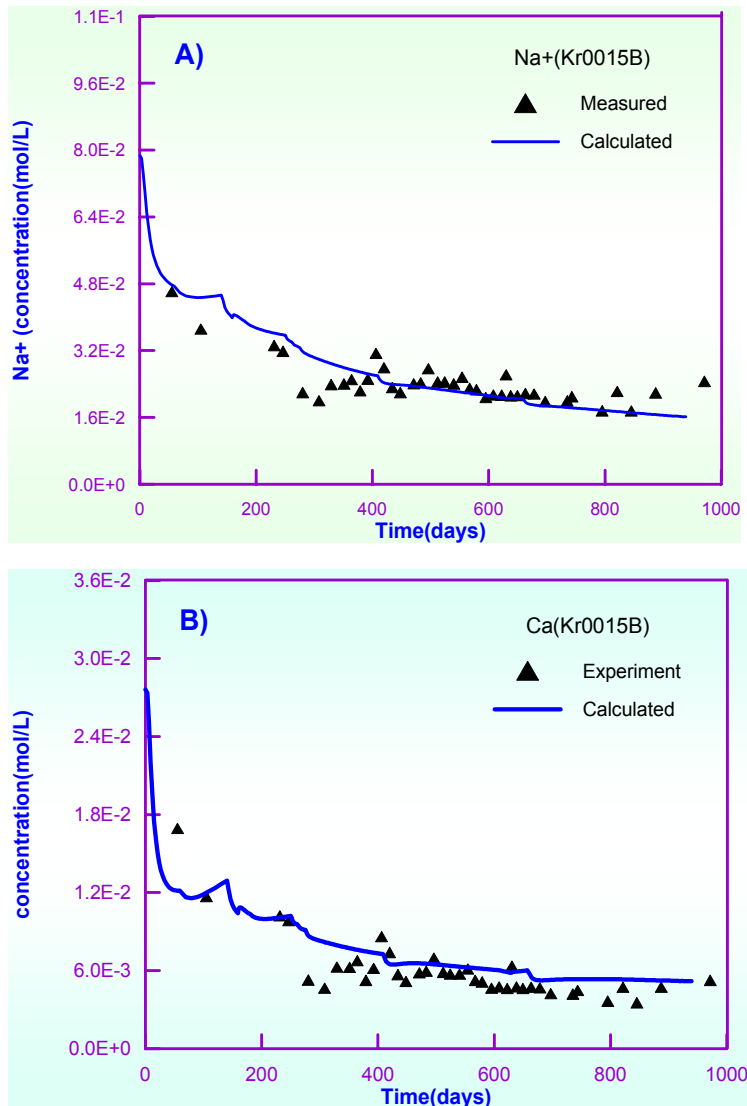 1.1E-1
A)
Na+(Kr0015B)
9.6E-2
Measured
8.0E-2
Calculated
6.4E-2
4.8E-2
3.2E-2
1.6E-2
0.0E+0
Na+ (concentration(mol/L)
0 200 400 600 800 1000
Time(days)
3.6E-2
B)
Ca(Kr0015B)
3.0E-2
Experiment
Calculated
2.4E-2
1.8E-2
1.2E-2
6.0E-3
0.0E+0
concentration(mol/L)
0 200 400 600 800 1000
Time(days)